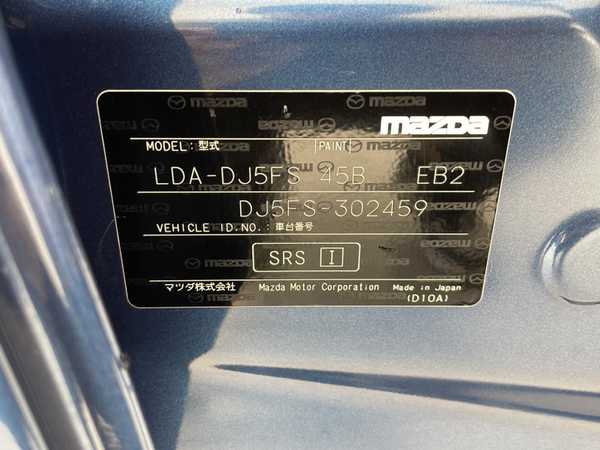 mazda
MODEL:型式 PAINT
LDA-DJ5FS 45B EB2
DJ5FS-302459
VEHICLE ID.NO.:車台番号
SRS I
マツダ株式会社 Mazda Motor Corporation Made in Japan
(D10A)